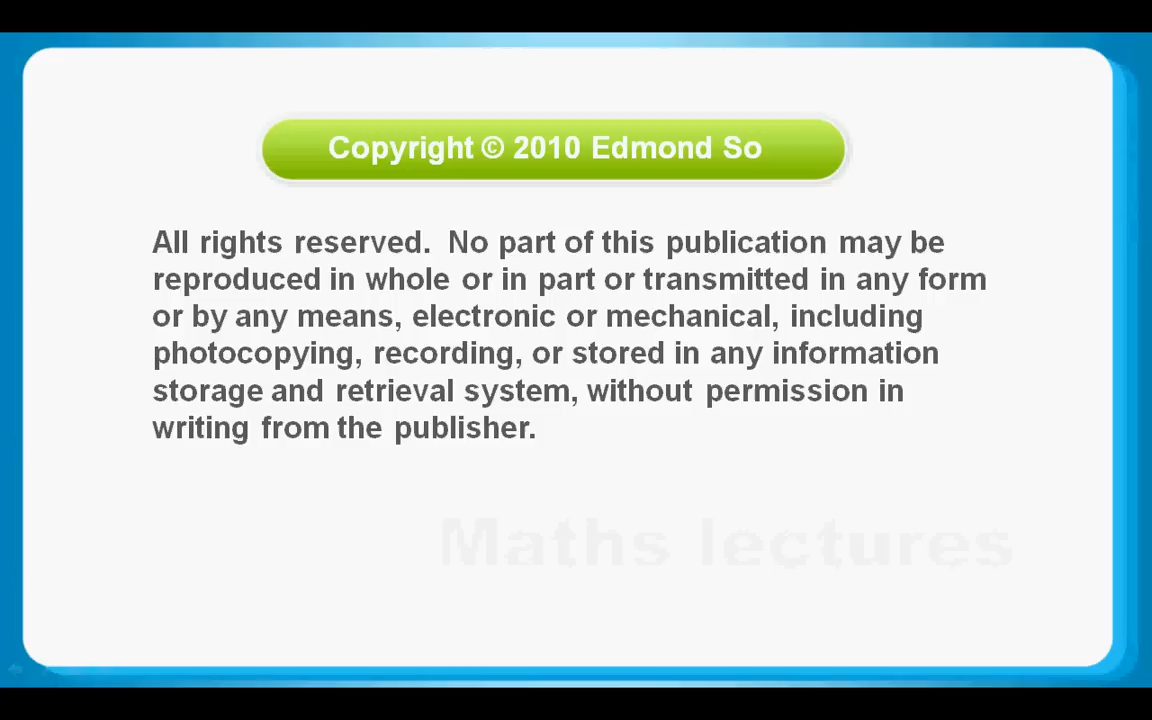 Copyright © 2010 Edmond So
All rights reserved.  No part of this publication may be
reproduced in whole or in part or transmitted in any form
or by any means, electronic or mechanical, including
photocopying, recording, or stored in any information
storage and retrieval system, without permission in
writing from the publisher.
Maths lectures